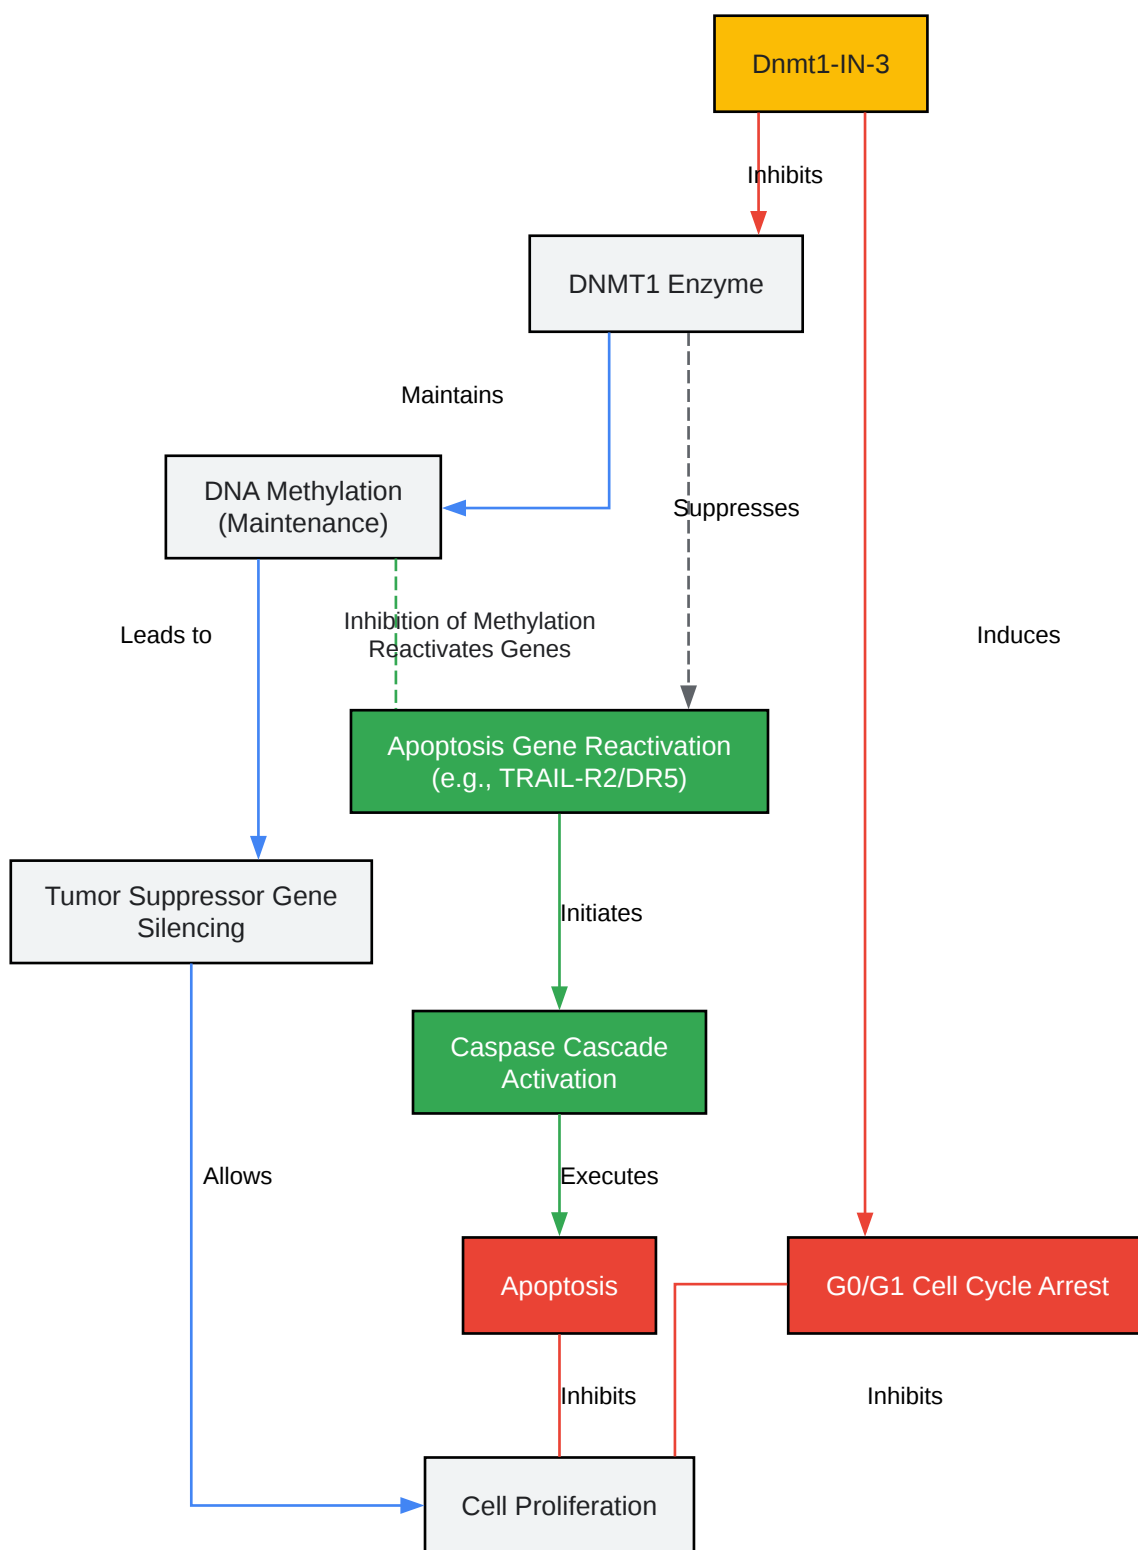 Dnmt1-IN-3
Inhibits
DNMT1 Enzyme
Maintains
DNA Methylation
(Maintenance)
Suppresses
Leads to
Inhibition of Methylation
Reactivates Genes
Induces
Apoptosis Gene Reactivation
(e.g., TRAIL-R2/DR5)
Tumor Suppressor Gene
Silencing
Initiates
Caspase Cascade
Activation
Allows
Executes
Apoptosis
G0/G1 Cell Cycle Arrest
Inhibits
Inhibits
Cell Proliferation